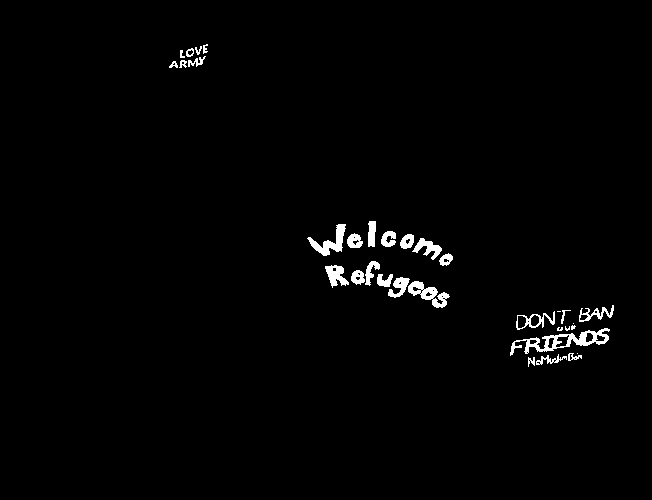 LOVE
ARMY
Welcome
Refugees
DONT BAN
OUR
FRIENDS
NoMuslimBan